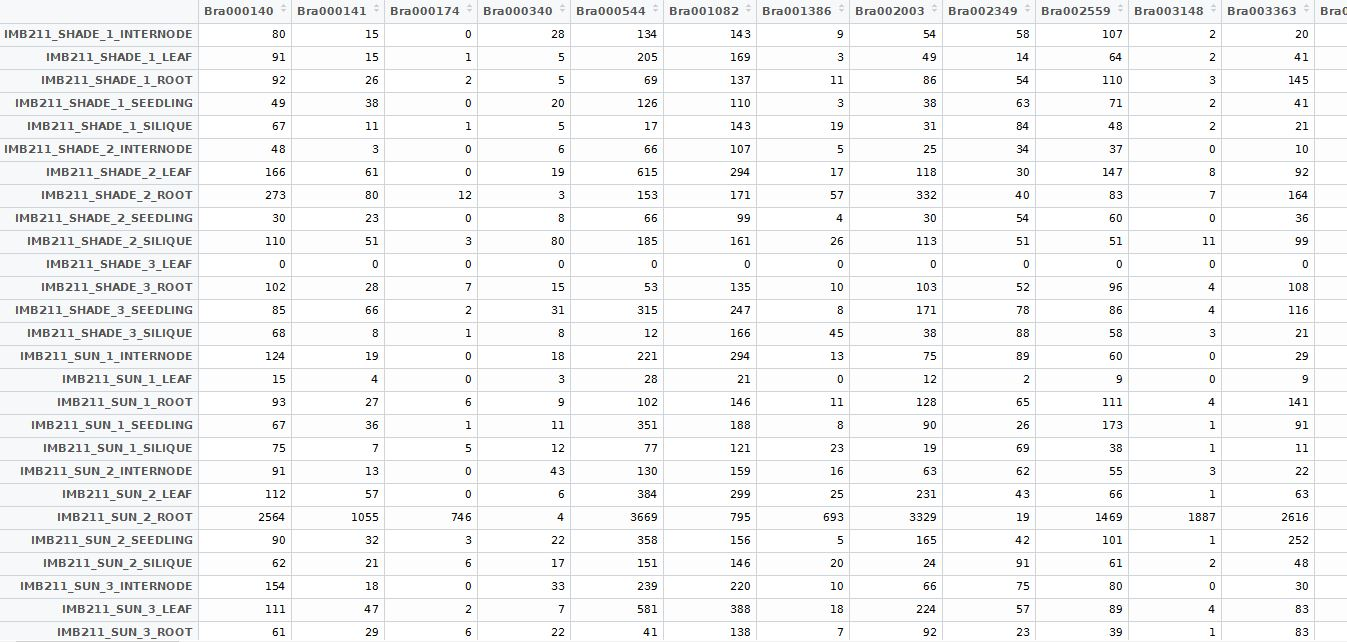 Bra000140 Bra000141 Bra000174 Bra000340 Bra000544 Bra001082 Bra001386 Bra002003 Bra002349 Bra002559 Bra003148 Bra003363 Bra0
IMB211_SHADE_1_INTERNODE 80 15 0 28 134 143 9 54 58 107 2 20
IMB211_SHADE_1_LEAF 91 15 1 5 205 169 3 49 14 64 2 41
IMB211_SHADE_1_ROOT 92 26 2 5 69 137 11 86 54 110 3 145
IMB211_SHADE_1_SEEDLING 49 38 0 20 126 110 3 38 63 71 2 41
IMB211_SHADE_1_SILIQUE 67 11 1 5 17 143 19 31 84 48 2 21
IMB211_SHADE_2_INTERNODE 48 3 0 6 66 107 5 25 34 37 0 10
IMB211_SHADE_2_LEAF 166 61 0 19 615 294 17 118 30 147 8 92
IMB211_SHADE_2_ROOT 273 80 12 3 153 171 57 332 40 83 7 164
IMB211_SHADE_2_SEEDLING 30 23 0 8 66 99 4 30 54 60 0 36
IMB211_SHADE_2_SILIQUE 110 51 3 80 185 161 26 113 51 51 11 99
IMB211_SHADE_3_LEAF 0 0 0 0 0 0 0 0 0 0 0 0
IMB211_SHADE_3_ROOT 102 28 7 15 53 135 10 103 52 96 4 108
IMB211_SHADE_3_SEEDLING 85 66 2 31 315 247 8 171 78 86 4 116
IMB211_SHADE_3_SILIQUE 68 8 1 8 12 166 45 38 88 58 3 21
IMB211_SUN_1_INTERNODE 124 19 0 18 221 294 13 75 89 60 0 29
IMB211_SUN_1_LEAF 15 4 0 3 28 21 0 12 2 9 0 9
IMB211_SUN_1_ROOT 93 27 6 9 102 146 11 128 65 111 4 141
IMB211_SUN_1_SEEDLING 67 36 1 11 351 188 8 90 26 173 1 91
IMB211_SUN_1_SILIQUE 75 7 5 12 77 121 23 19 69 38 1 11
IMB211_SUN_2_INTERNODE 91 13 0 43 130 159 16 63 62 55 3 22
IMB211_SUN_2_LEAF 112 57 0 6 384 299 25 231 43 66 1 63
IMB211_SUN_2_ROOT 2564 1055 746 4 3669 795 693 3329 19 1469 1887 2616
IMB211_SUN_2_SEEDLING 90 32 3 22 358 156 5 165 42 101 1 252
IMB211_SUN_2_SILIQUE 62 21 6 17 151 146 20 24 91 61 2 48
IMB211_SUN_3_INTERNODE 154 18 0 33 239 220 10 66 75 80 0 30
IMB211_SUN_3_LEAF 111 47 2 7 581 388 18 224 57 89 4 83
IMB211_SUN_3_ROOT 61 29 6 22 41 138 7 92 23 39 1 83